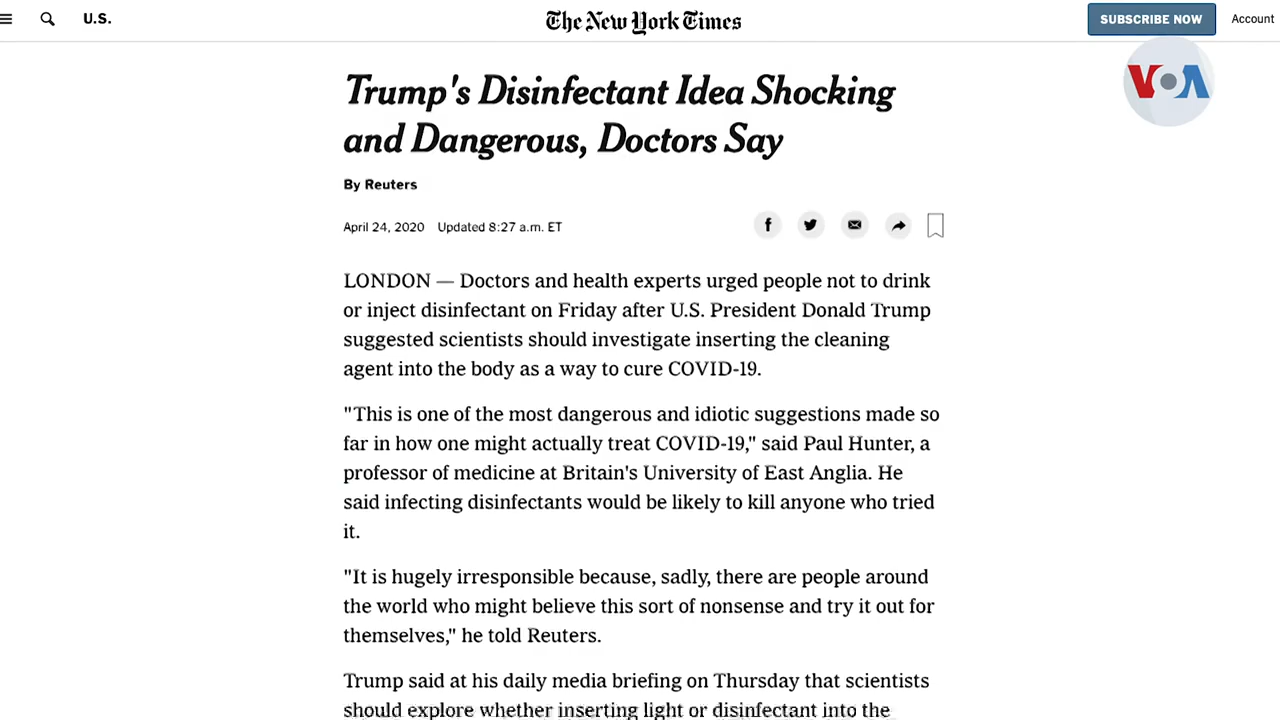 U.S.
The New York Times
SUBSCRIBE NOW
Account
VOA
Trump's Disinfectant Idea Shocking
and Dangerous, Doctors Say
By Reuters
April 24, 2020 Updated 8:27 a.m. ET
LONDON — Doctors and health experts urged people not to drink
or inject disinfectant on Friday after U.S. President Donald Trump
suggested scientists should investigate inserting the cleaning
agent into the body as a way to cure COVID-19.
"This is one of the most dangerous and idiotic suggestions made so
far in how one might actually treat COVID-19," said Paul Hunter, a
professor of medicine at Britain's University of East Anglia. He
said infecting disinfectants would be likely to kill anyone who tried
it.
"It is hugely irresponsible because, sadly, there are people around
the world who might believe this sort of nonsense and try it out for
themselves," he told Reuters.
Trump said at his daily media briefing on Thursday that scientists
should explore whether inserting light or disinfectant into the